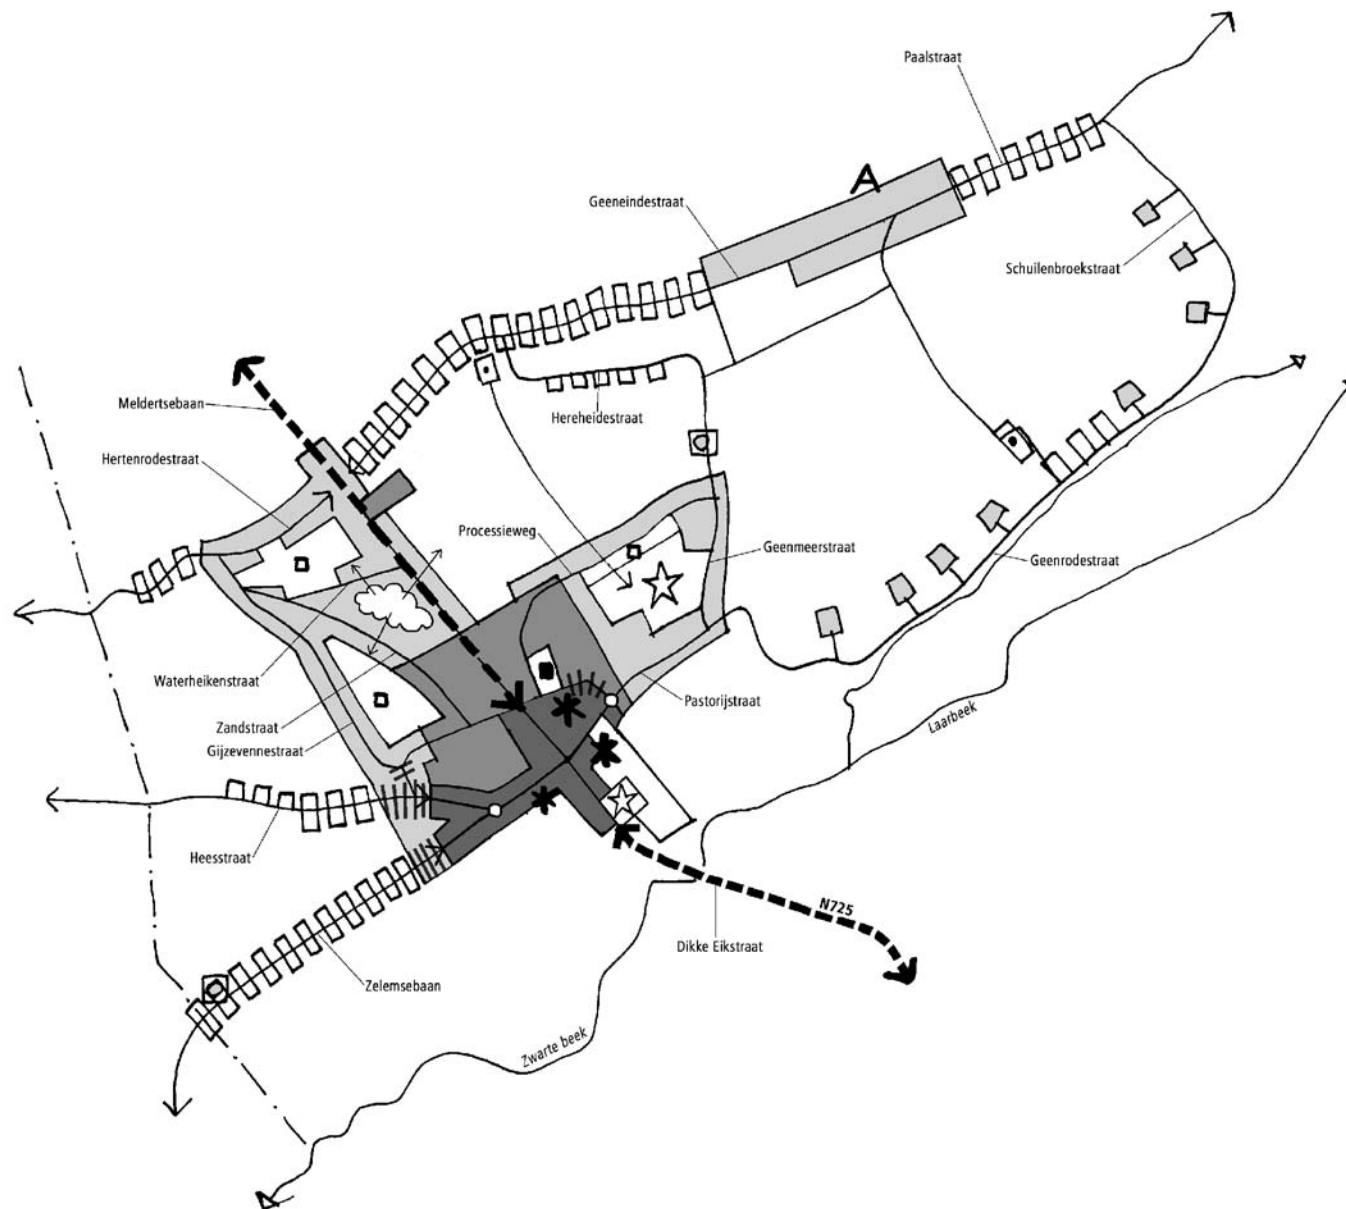 Paalstraat
A
Geeneindestraat
Schuilenbroekstraat
Meldertsebaan
Hereheidestraat
Hertenrodestraat
Processieweg
Geenmeerstraat
Geenrodestraat
Waterheikenstraat
Pastorijstraat
Zandstraat
Gijzevennestraat
Laarbeek
Heesstraat
N725
Dikke Eikstraat
Zelemsebaan
Zwarte beek